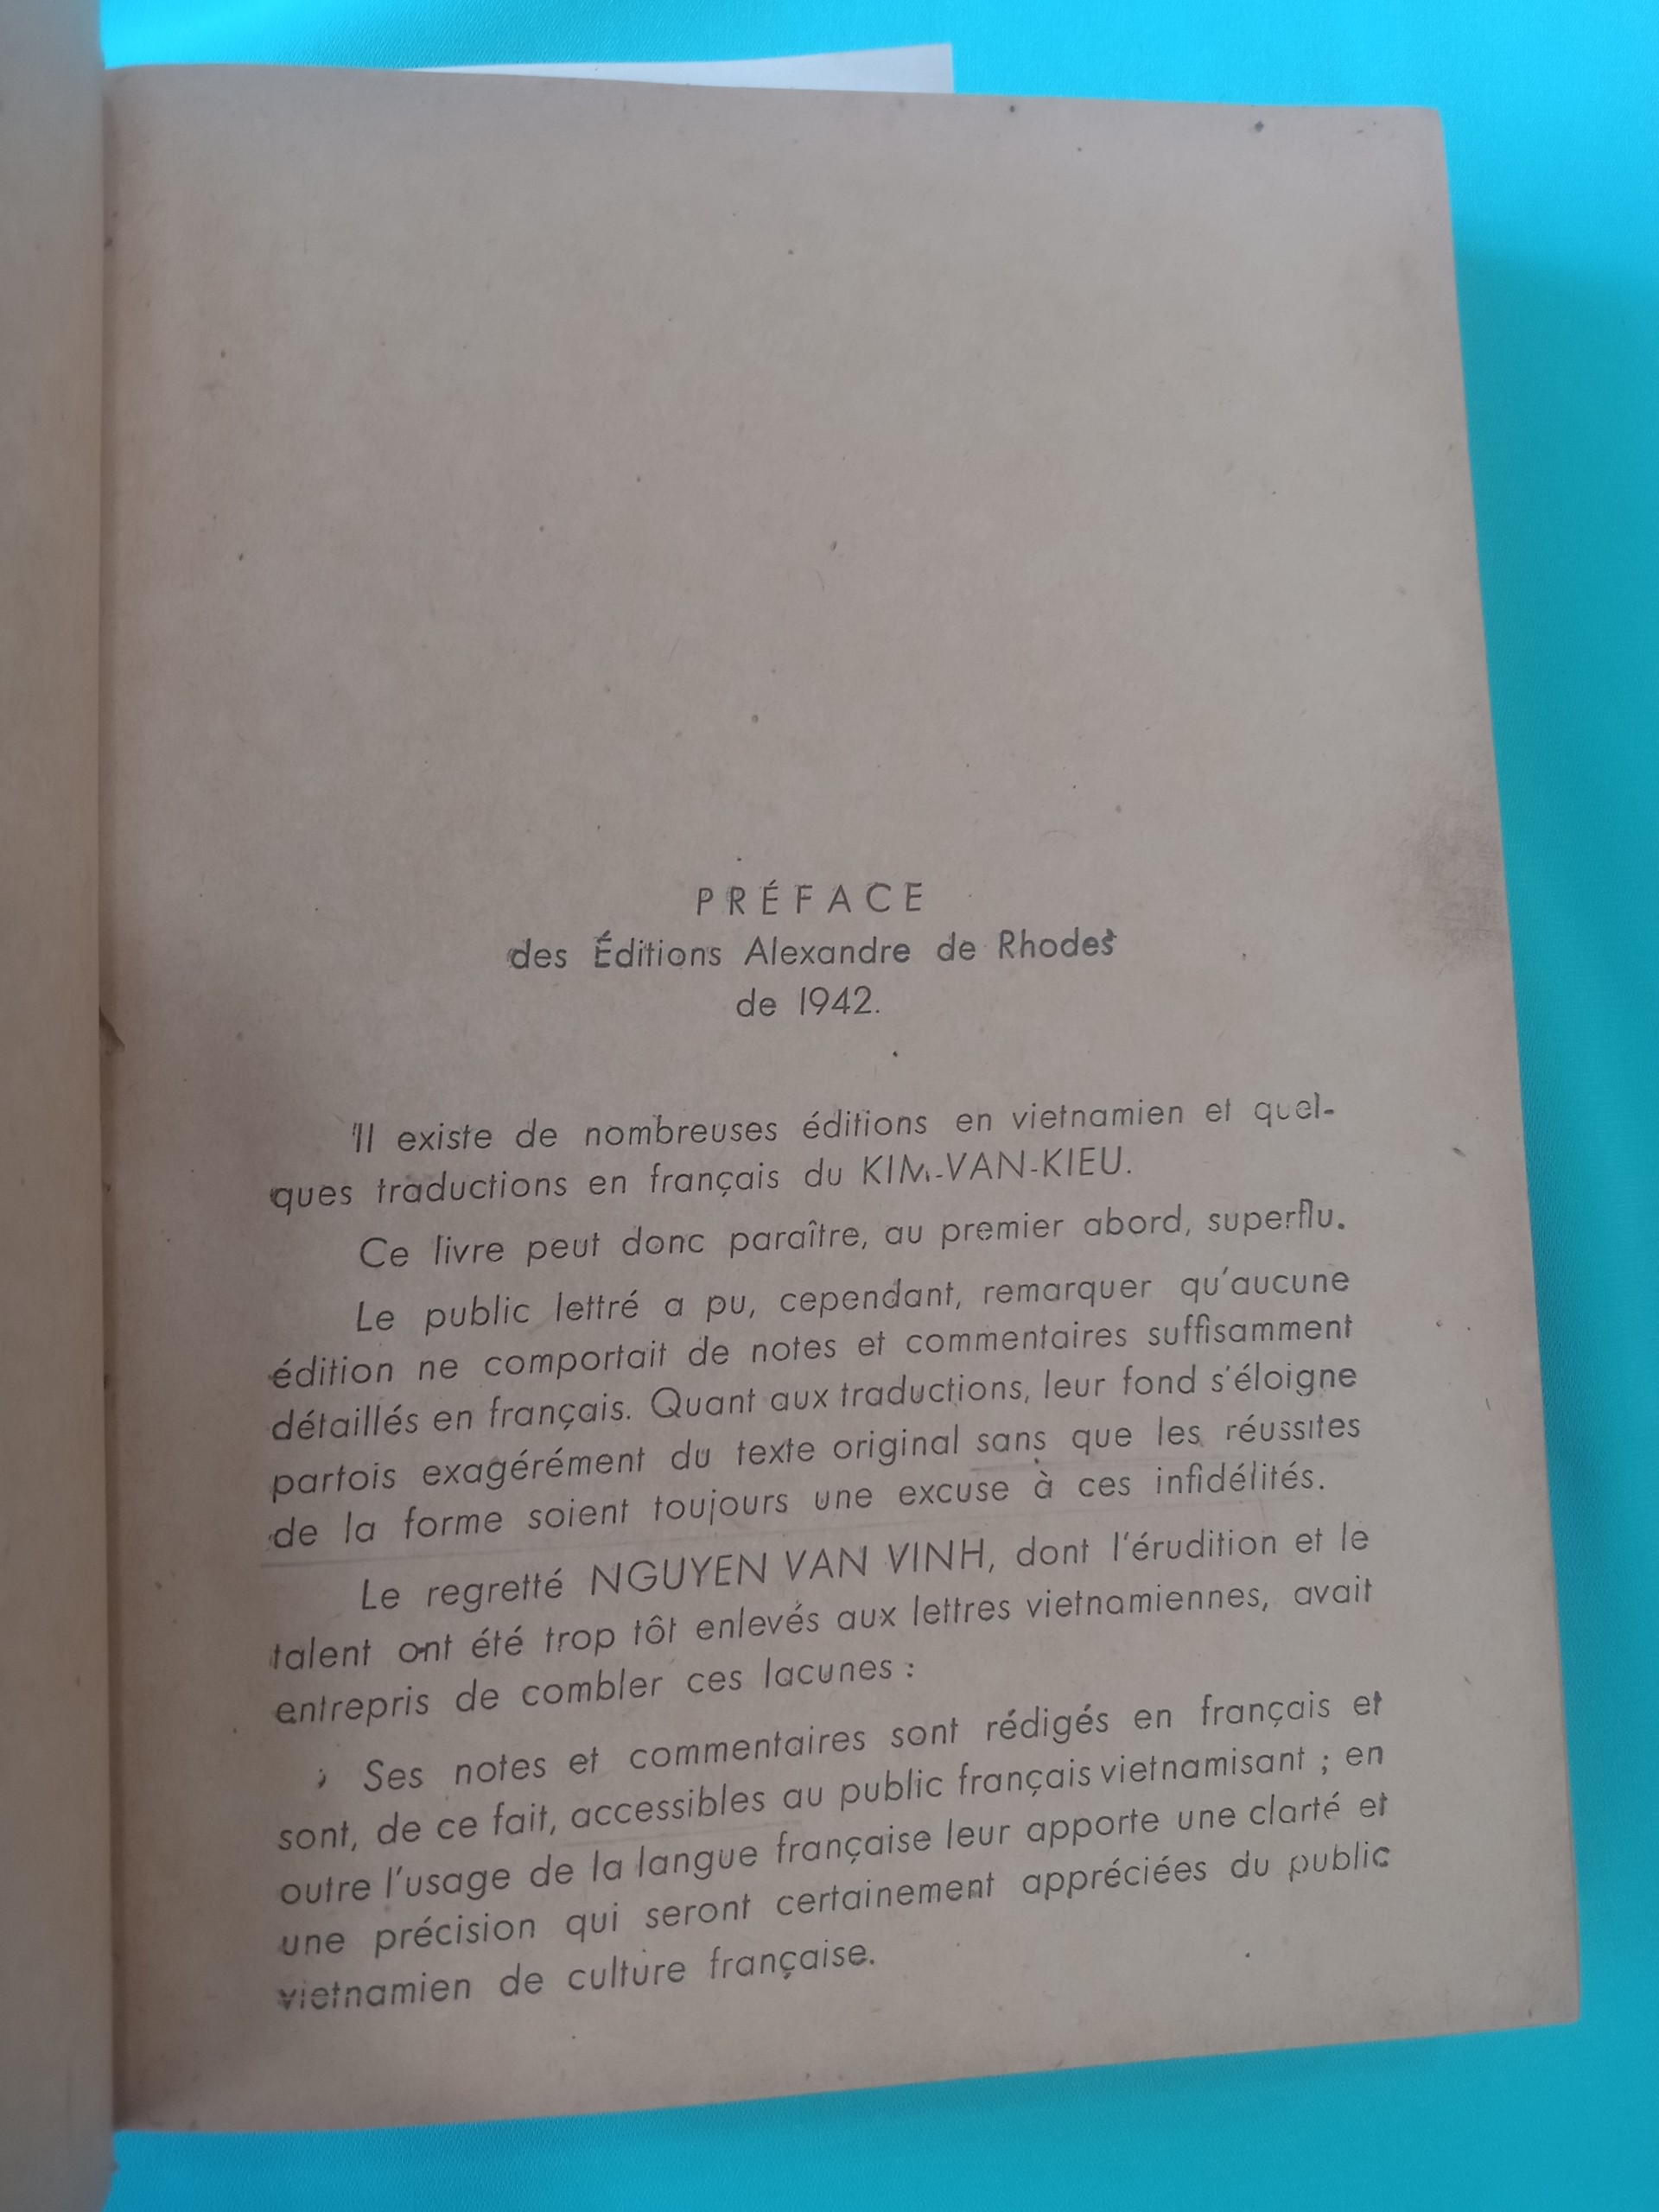 PRÉFACE
des Éditions Alexandre de Rhodes
de 1942.
Il existe de nombreuses éditions en vietnamien et quel-
ques traductions en français du KIM-VAN-KIEU.
Ce livre peut donc paraître, au premier abord, superflu.
Le public lettré a pu, cependant, remarquer qu'aucune
édition ne comportait de notes et commentaires suffisamment
détaillés en français. Quant aux traductions, leur fond s'éloigne
parfois exagérément du texte original sans que les réussites
de la forme soient toujours une excuse à ces infidélités.
Le regretté NGUYEN VAN VINH, dont l'érudition et le
talent ont été trop tôt enlevés aux lettres vietnamiennes, avait
entrepris de combler ces lacunes :
Ses notes et commentaires sont rédigés en français et
sont, de ce fait, accessibles au public français vietnamisant ; en
outre l'usage de la langue française leur apporte une clarté et
une précision qui seront certainement appréciées du public
vietnamien de culture française.